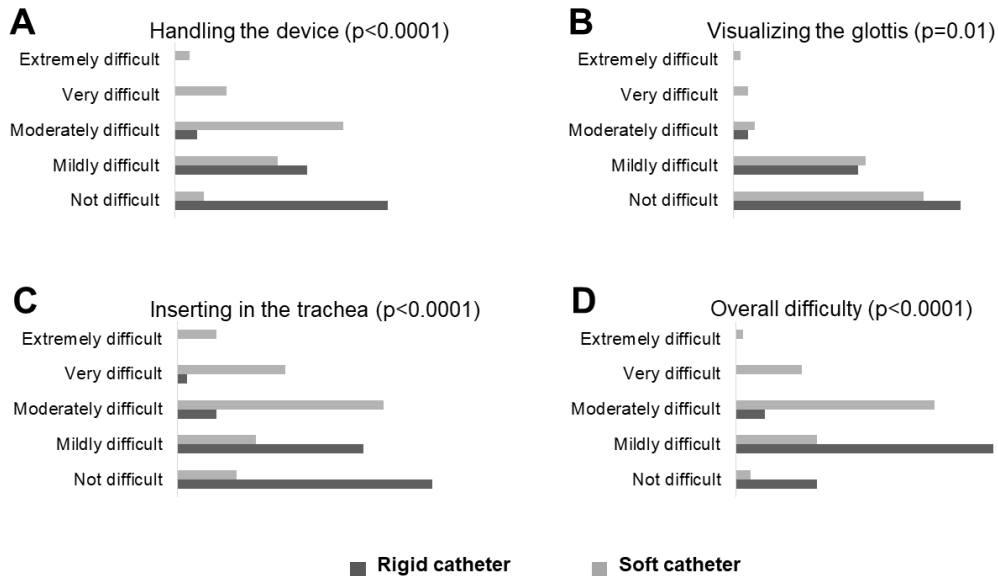 A
Handling the device (p<0.0001)
Extremely difficult
Very difficult
Moderately difficult
Mildly difficult
Not difficult
B
Visualizing the glottis (p=0.01)
Extremely difficult
Very difficult
Moderately difficult
Mildly difficult
Not difficult
C
Inserting in the trachea (p<0.0001)
Extremely difficult
Very difficult
Moderately difficult
Mildly difficult
Not difficult
D
Overall difficulty (p<0.0001)
Extremely difficult
Very difficult
Moderately difficult
Mildly difficult
Not difficult
Rigid catheter
Soft catheter